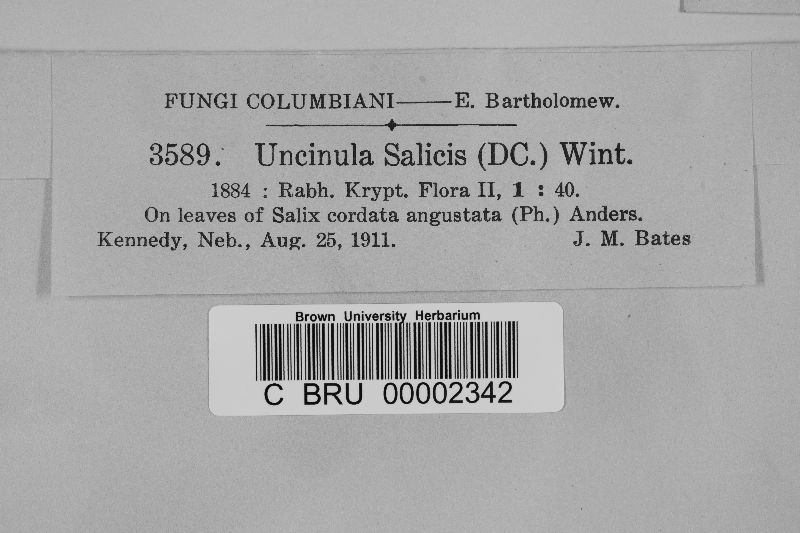 FUNGI COLUMBIANI——E. Bartholomew.
3589. Uncinula Salicis (DC.) Wint.
1884 : Rabh. Krypt. Flora II, 1 : 40.
On leaves of Salix cordata angustata (Ph.) Anders.
Kennedy, Neb., Aug. 25, 1911. J. M. Bates
Brown University Herbarium
C BRU 00002342